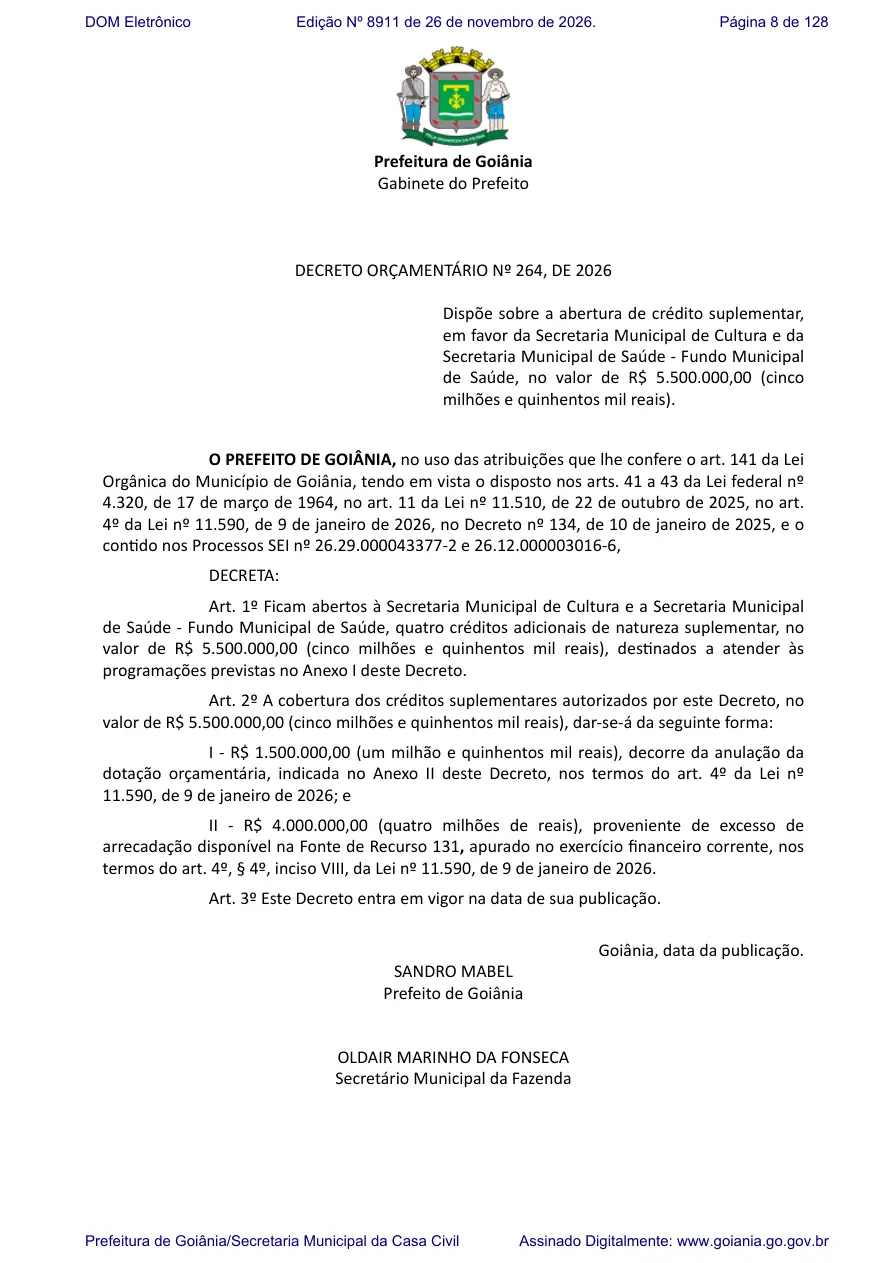 DOM Eletrônico Edição Nº 8911 de 26 de novembro de 2026. Página 8 de 128
PELA GRANDEZA DA PÁTRIA
Prefeitura de Goiânia
Gabinete do Prefeito
DECRETO ORÇAMENTÁRIO Nº 264, DE 2026
Dispõe sobre a abertura de crédito suplementar,
em favor da Secretaria Municipal de Cultura e da
Secretaria Municipal de Saúde - Fundo Municipal
de Saúde, no valor de R$ 5.500.000,00 (cinco
milhões e quinhentos mil reais).
O PREFEITO DE GOIÂNIA, no uso das atribuições que lhe confere o art. 141 da Lei
Orgânica do Município de Goiânia, tendo em vista o disposto nos arts. 41 a 43 da Lei federal nº
4.320, de 17 de março de 1964, no art. 11 da Lei nº 11.510, de 22 de outubro de 2025, no art.
4º da Lei nº 11.590, de 9 de janeiro de 2026, no Decreto nº 134, de 10 de janeiro de 2025, e o
contido nos Processos SEI nº 26.29.000043377-2 e 26.12.000003016-6,
DECRETA:
Art. 1º Ficam abertos à Secretaria Municipal de Cultura e a Secretaria Municipal
de Saúde - Fundo Municipal de Saúde, quatro créditos adicionais de natureza suplementar, no
valor de R$ 5.500.000,00 (cinco milhões e quinhentos mil reais), destinados a atender às
programações previstas no Anexo I deste Decreto.
Art. 2º A cobertura dos créditos suplementares autorizados por este Decreto, no
valor de R$ 5.500.000,00 (cinco milhões e quinhentos mil reais), dar-se-á da seguinte forma:
I - R$ 1.500.000,00 (um milhão e quinhentos mil reais), decorre da anulação da
dotação orçamentária, indicada no Anexo II deste Decreto, nos termos do art. 4º da Lei nº
11.590, de 9 de janeiro de 2026; e
II - R$ 4.000.000,00 (quatro milhões de reais), proveniente de excesso de
arrecadação disponível na Fonte de Recurso 131, apurado no exercício financeiro corrente, nos
termos do art. 4º, § 4º, inciso VIII, da Lei nº 11.590, de 9 de janeiro de 2026.
Art. 3º Este Decreto entra em vigor na data de sua publicação.
Goiânia, data da publicação.
SANDRO MABEL
Prefeito de Goiânia
OLDAIR MARINHO DA FONSECA
Secretário Municipal da Fazenda
Prefeitura de Goiânia/Secretaria Municipal da Casa Civil Assinado Digitalmente: www.goiania.go.gov.br